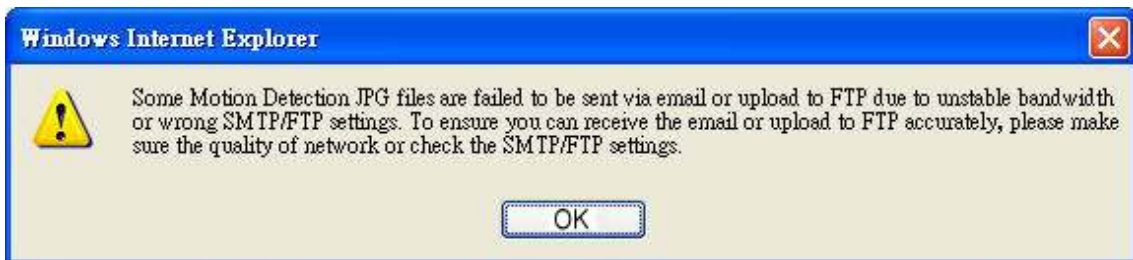 Windows Internet Explorer
Some Motion Detection JPG files are failed to be sent via email or upload to FTP due to unstable bandwidth
or wrong SMTP/FTP settings. To ensure you can receive the email or upload to FTP accurately, please make
sure the quality of network or check the SMTP/FTP settings.
OK